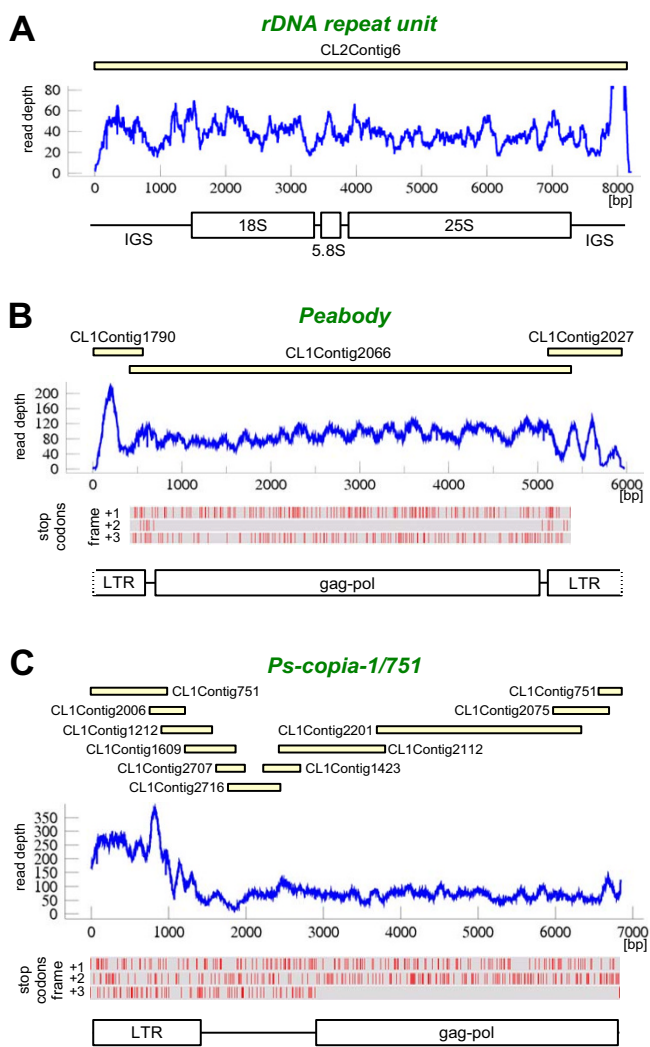 A
rDNA repeat unit
CL2Contig6
read depth
80
60
40
20
0
0 1000 2000 3000 4000 5000 6000 7000 8000
[bp]
18S 25S
IGS 5.8S IGS
B
Peabody
CL1Contig1790 CL1Contig2027
CL1Contig2066
read depth
200
160
120
80
40
0
0 1000 2000 3000 4000 5000 6000
[bp]
stop codons
frame +1
+2
+3
LTR gag-pol LTR
C
Ps-copia-1/751
CL1Contig751 CL1Contig751
CL1Contig2006 CL1Contig2075
CL1Contig1212 CL1Contig2201
CL1Contig1609 CL1Contig2112
CL1Contig2707 CL1Contig1423
CL1Contig2716
read depth
350
300
250
200
150
100
50
0
0 1000 2000 3000 4000 5000 6000 7000
[bp]
stop codons
frame +1
+2
+3
LTR gag-pol